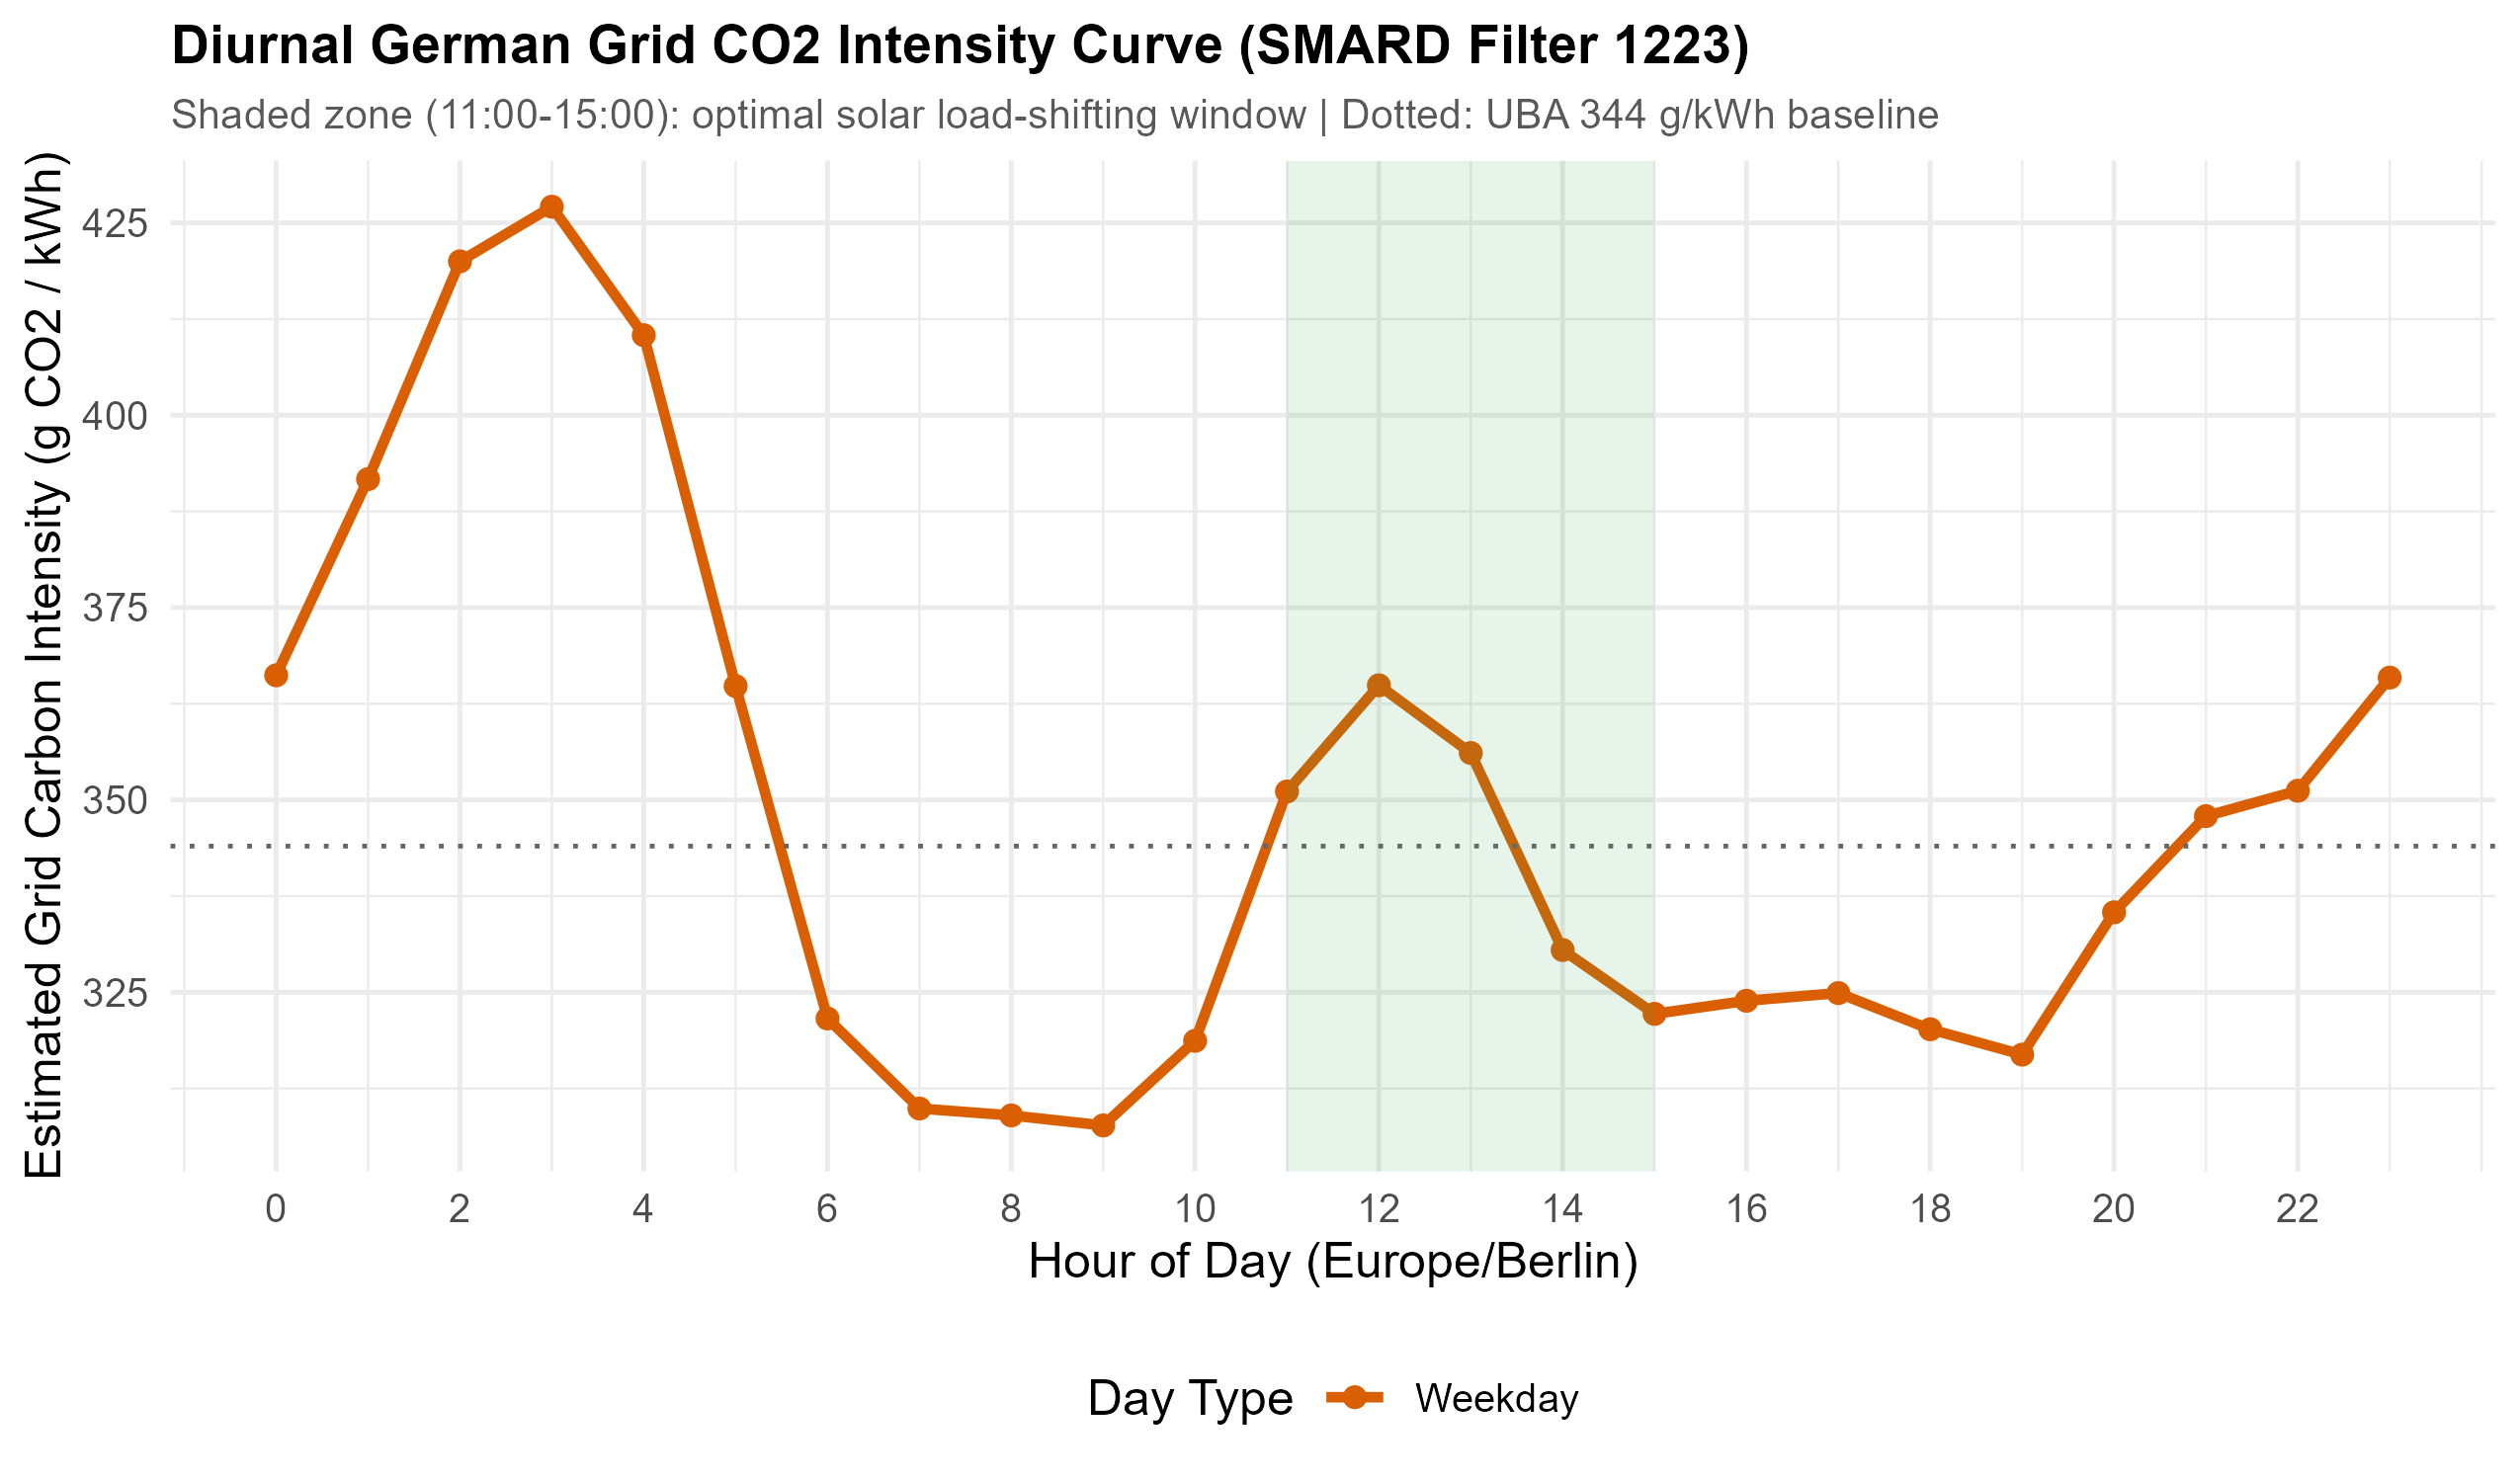 Diurnal German Grid CO2 Intensity Curve (SMARD Filter 1223)
Shaded zone (11:00-15:00): optimal solar load-shifting window | Dotted: UBA 344 g/kWh baseline
Estimated Grid Carbon Intensity (g CO2 / kWh)
425
400
375
350
325
0 2 4 6 8 10 12 14 16 18 20 22
Hour of Day (Europe/Berlin)
Day Type Weekday